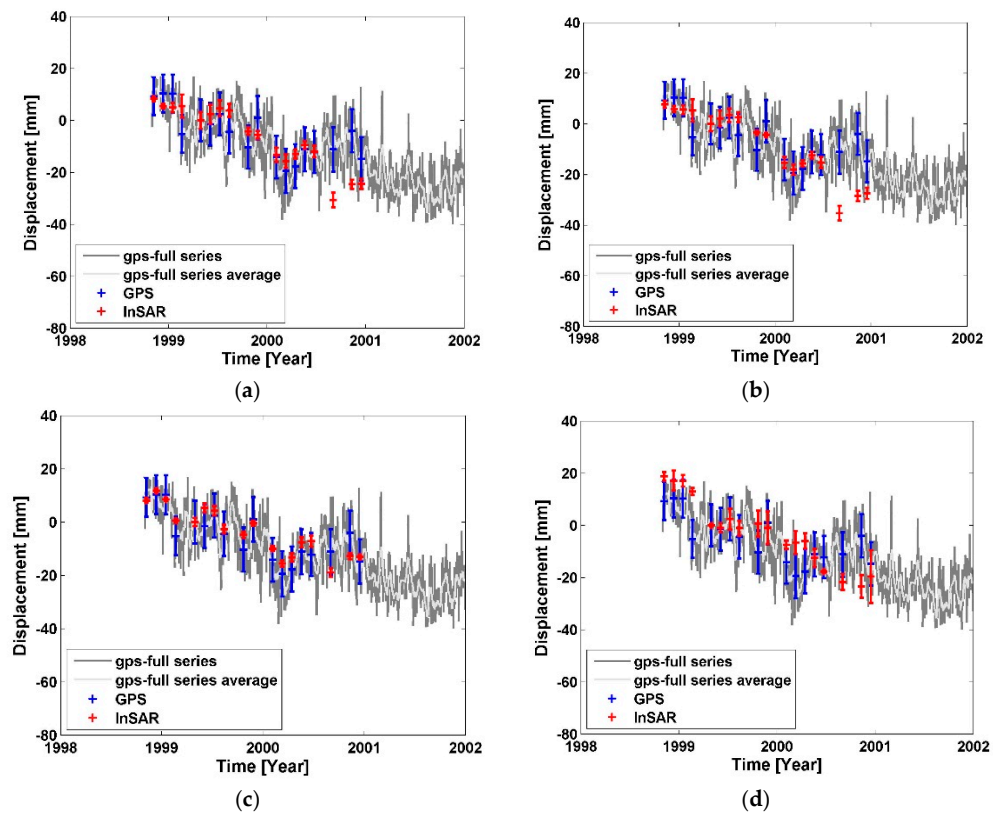 40
20
0
-20
-40
-60
-80
Displacement [mm]
gps-full series
gps-full series average
GPS
InSAR
1998 1999 2000 2001 2002
Time [Year]
(a)
40
20
0
-20
-40
-60
-80
Displacement [mm]
gps-full series
gps-full series average
GPS
InSAR
1998 1999 2000 2001 2002
Time [Year]
(b)
40
20
0
-20
-40
-60
-80
Displacement [mm]
gps-full series
gps-full series average
GPS
InSAR
1998 1999 2000 2001 2002
Time [Year]
(c)
40
20
0
-20
-40
-60
-80
Displacement [mm]
gps-full series
gps-full series average
GPS
InSAR
1998 1999 2000 2001 2002
Time [Year]
(d)